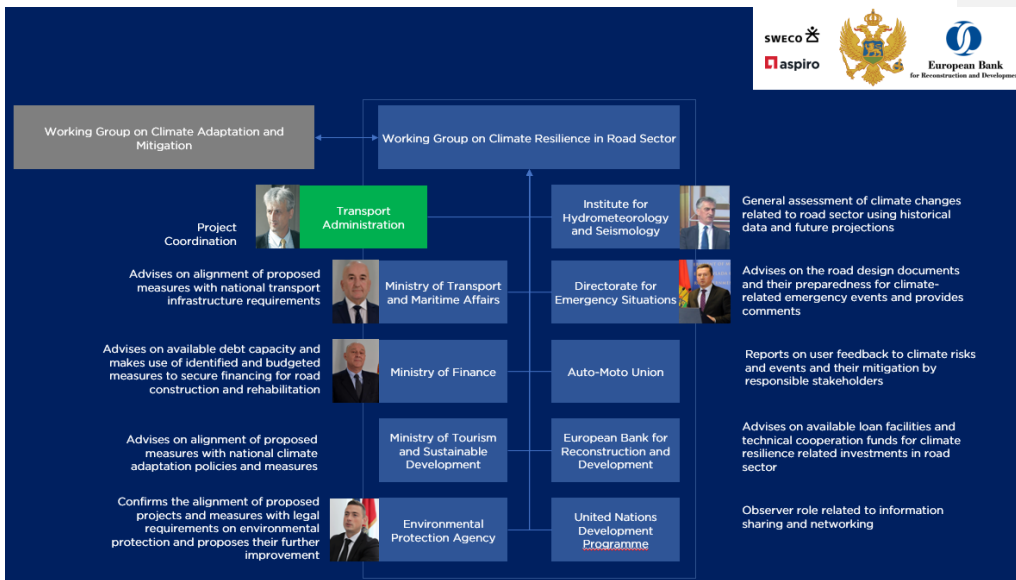 sweco
aspiro
European Bank
for Reconstruction and Developmen
Working Group on Climate Adaptation and
Mitigation
Working Group on Climate Resilience in Road Sector
Project
Coordination
Transport
Administration
Institute for
Hydrometeorology
and Seismology
General assessment of climate changes
related to road sector using historical
data and future projections
Advises on alignment of proposed
measures with national transport
infrastructure requirements
Ministry of Transport
and Maritime Affairs
Directorate for
Emergency Situations
Advises on the road design documents
and their preparedness for climate-
related emergency events and provides
comments
Advises on available debt capacity and
makes use of identified and budgeted
measures to secure financing for road
construction and rehabilitation
Ministry of Finance
Auto-Moto Union
Reports on user feedback to climate risks
and events and their mitigation by
responsible stakeholders
Advises on alignment of proposed
measures with national climate
adaptation policies and measures
Ministry of Tourism
and Sustainable
Development
European Bank for
Reconstruction and
Development
Advises on available loan facilities and
technical cooperation funds for climate
resilience related investments in road
sector
Confirms the alignment of proposed
projects and measures with legal
requirements on environmental
protection and proposes their further
improvement
Environmental
Protection Agency
United Nations
Development
Programme
Observer role related to information
sharing and networking